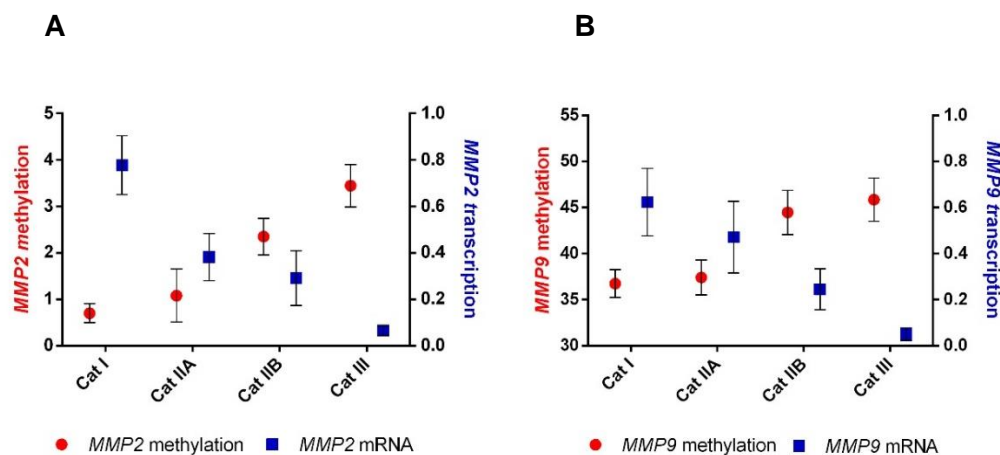 A
MMP2 methylation
5
4
3
2
1
0
1.0
0.8
0.6
0.4
0.2
0.0
MMP2 transcription
Cat I
Cat IIA
Cat IIB
Cat III
MMP2 methylation
MMP2 mRNA
B
MMP9 methylation
55
50
45
40
35
30
1.0
0.8
0.6
0.4
0.2
0.0
MMP9 transcription
Cat I
Cat IIA
Cat IIB
Cat III
MMP9 methylation
MMP9 mRNA